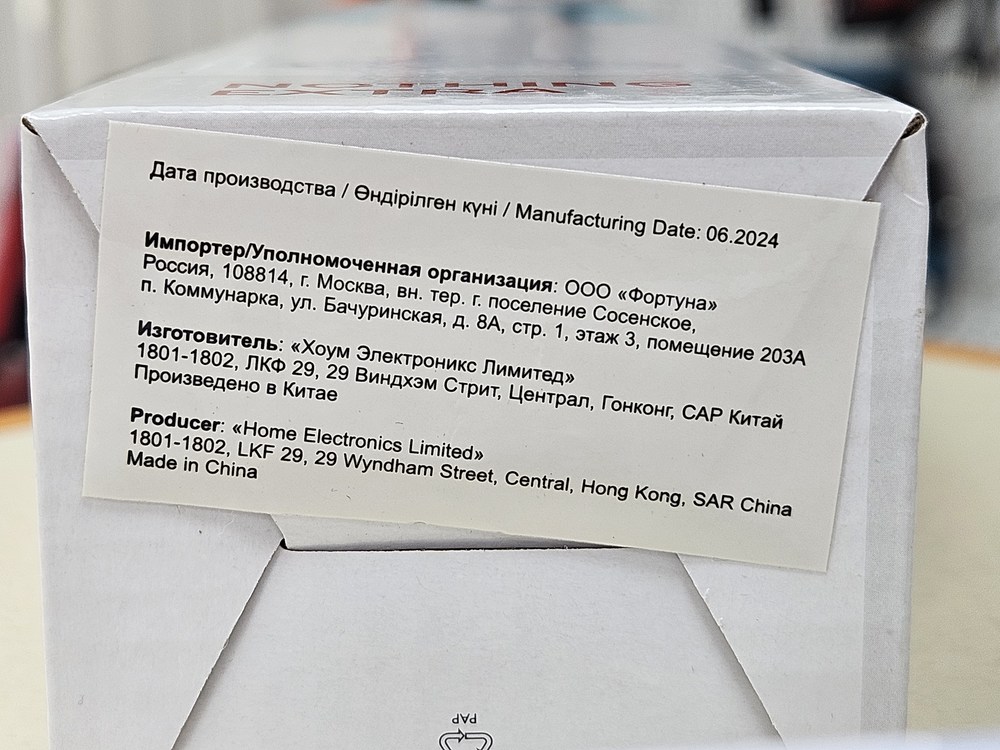 NOTHING
EXTRA
Дата производства / Өндірілген күні / Manufacturing Date: 06.2024
Импортер/Уполномоченная организация: ООО «Фортуна»
Россия, 108814, г. Москва, вн. тер. г. поселение Сосенское,
п. Коммунарка, ул. Бачуринская, д. 8А, стр. 1, этаж 3, помещение 203А
Изготовитель: «Хоум Электроникс Лимитед»
1801-1802, ЛКФ 29, 29 Виндхэм Стрит, Централ, Гонконг, САР Китай
Произведено в Китае
Producer: «Home Electronics Limited»
1801-1802, LKF 29, 29 Wyndham Street, Central, Hong Kong, SAR China
Made in China
PAP